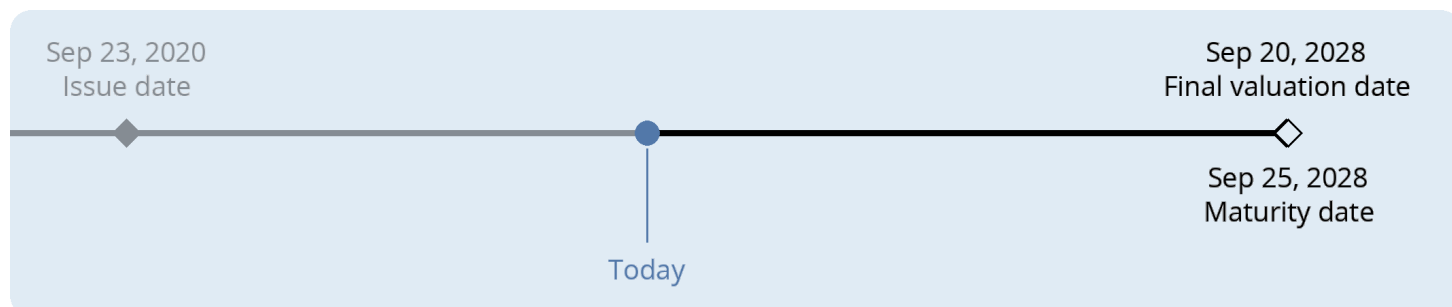 Sep 23, 2020
Issue date
Sep 20, 2028
Final valuation date
Sep 25, 2028
Maturity date
Today